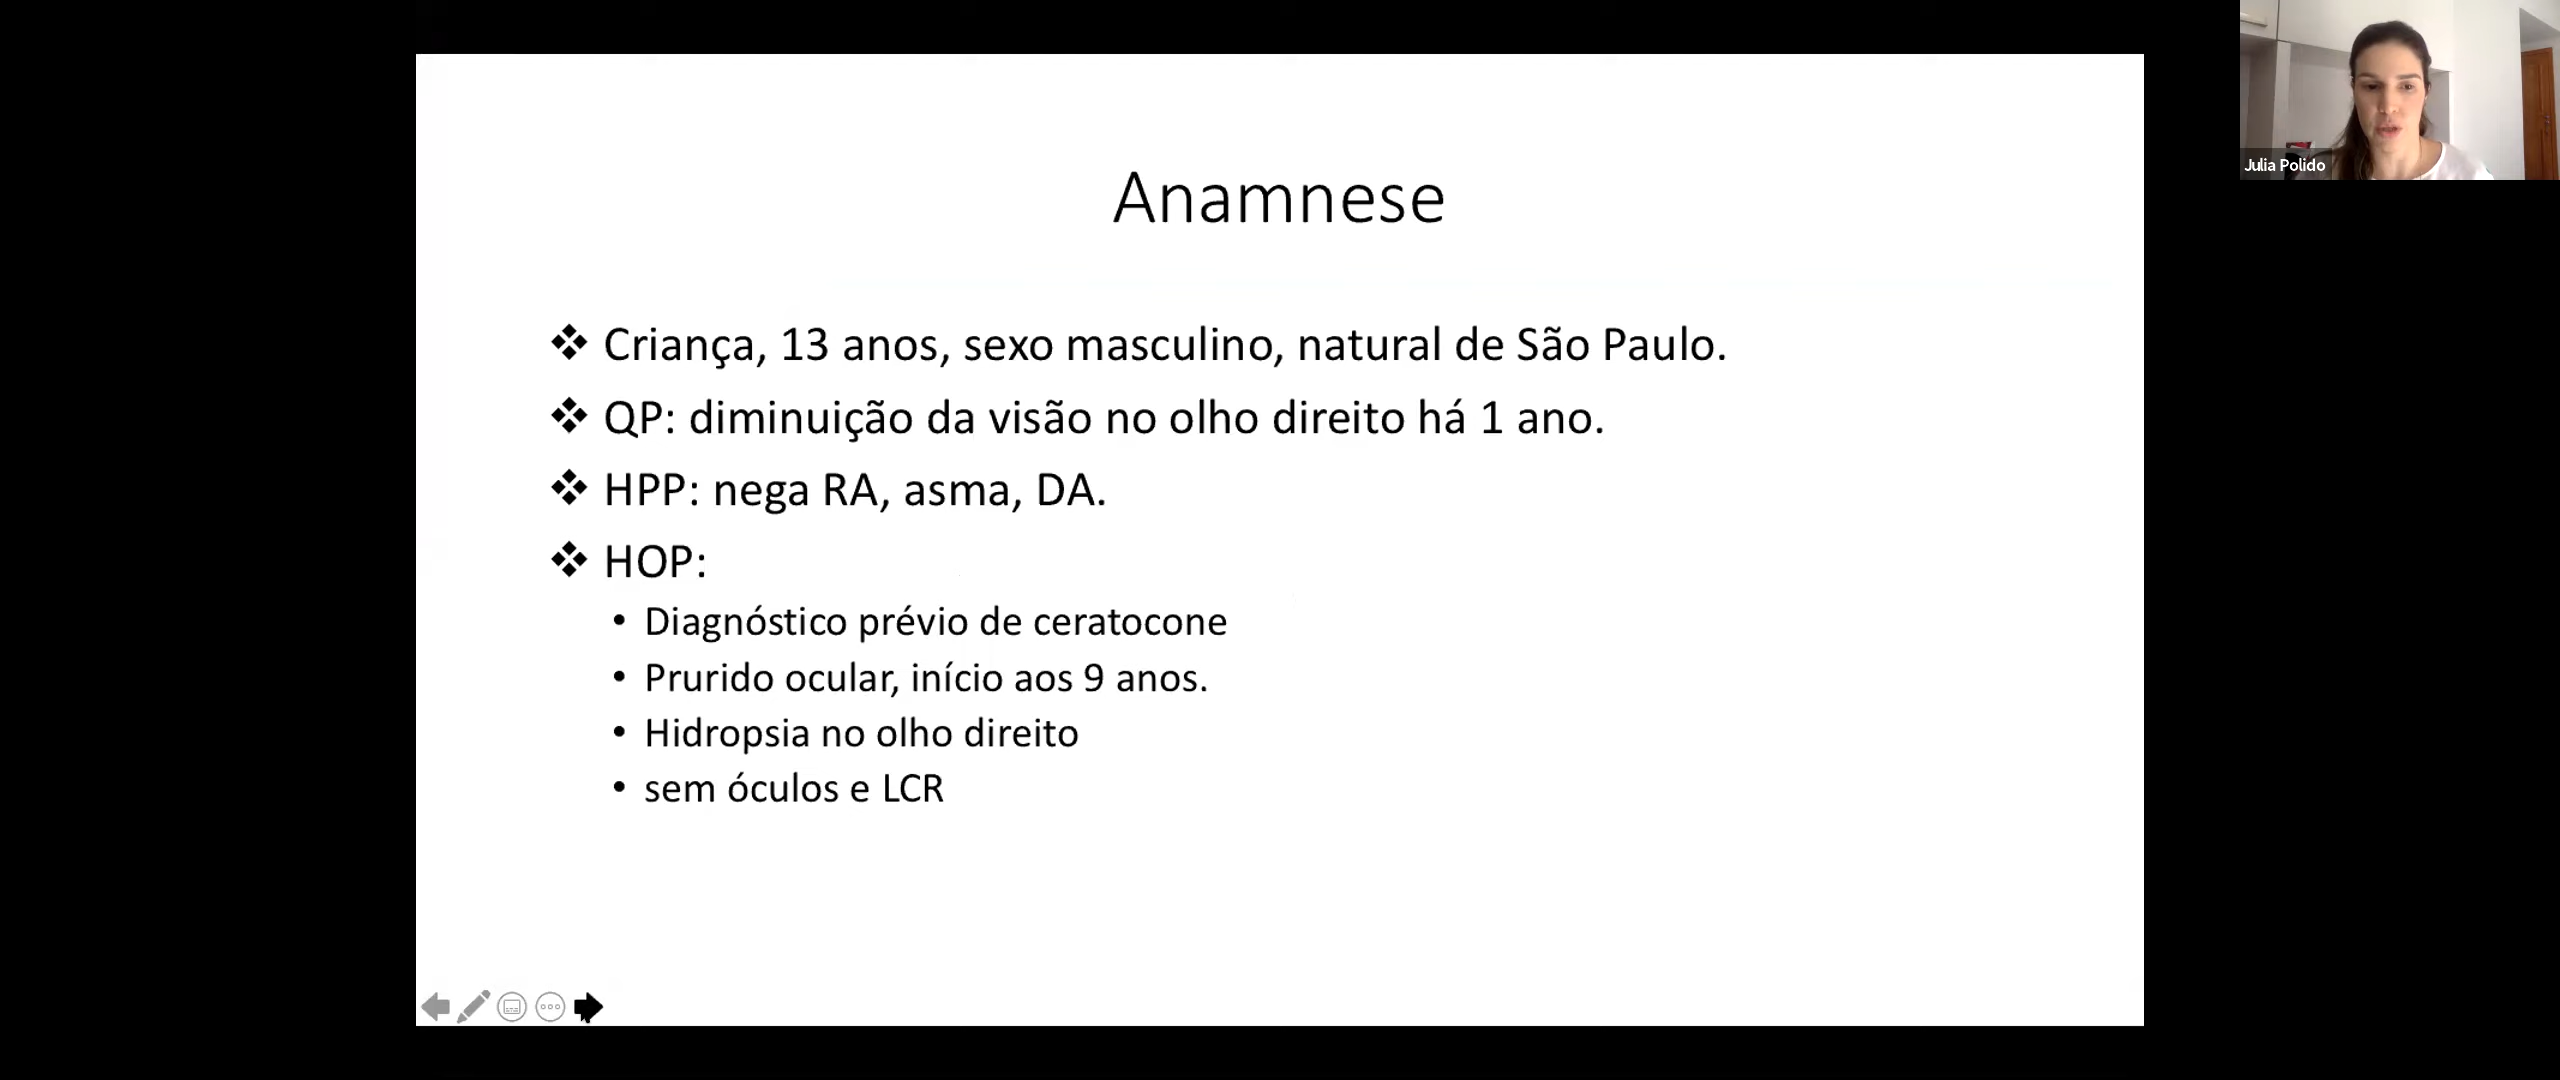 Anamnese
Criança, 13 anos, sexo masculino, natural de São Paulo.
QP: diminuição da visão no olho direito há 1 ano.
HPP: nega RA, asma, DA.
HOP:
• Diagnóstico prévio de ceratocone
• Prurido ocular, início aos 9 anos.
• Hidropsia no olho direito
• sem óculos e LCR
Julia Polido